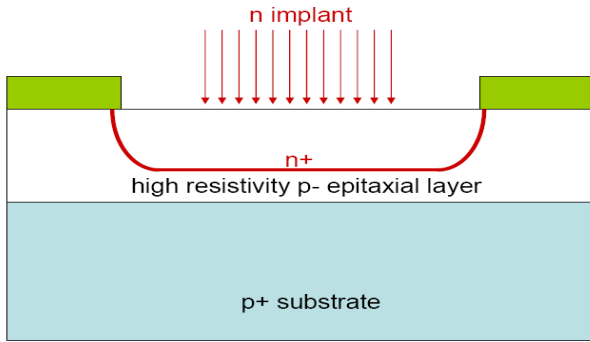 n implant
n+
high resistivity p- epitaxial layer
p+ substrate